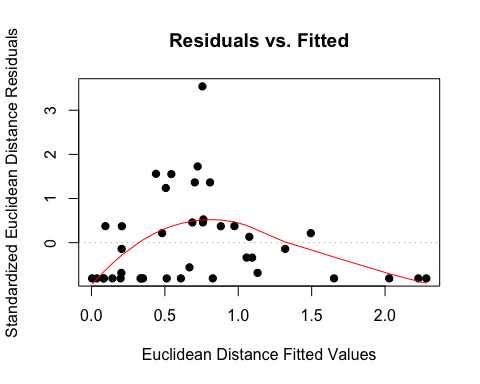 Residuals vs. Fitted
Standardized Euclidean Distance Residuals
3
2
1
0
0.0 0.5 1.0 1.5 2.0
Euclidean Distance Fitted Values